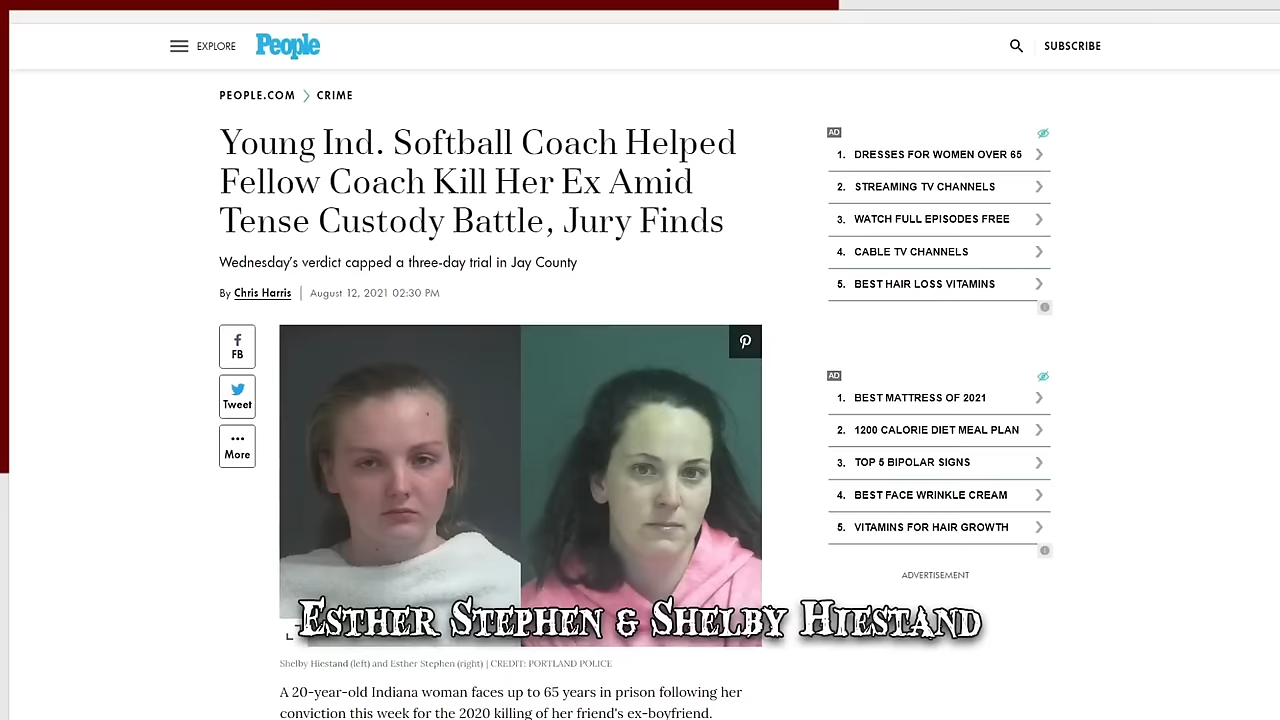 EXPLORE People SUBSCRIBE
PEOPLE.COM CRIME
Young Ind. Softball Coach Helped
Fellow Coach Kill Her Ex Amid
Tense Custody Battle, Jury Finds
Wednesday's verdict capped a three-day trial in Jay County
By Chris Harris | August 12, 2021 02:30 PM
FB
Tweet
More
ESTHER STEPHEN & SHELBY HIESTAND
Shelby Hiestand (left) and Esther Stephen (right) | CREDIT: PORTLAND POLICE
A 20-year-old Indiana woman faces up to 65 years in prison following her
conviction this week for the 2020 killing of her friend's ex-boyfriend.
AD
1. DRESSES FOR WOMEN OVER 65
2. STREAMING TV CHANNELS
3. WATCH FULL EPISODES FREE
4. CABLE TV CHANNELS
5. BEST HAIR LOSS VITAMINS
AD
1. BEST MATTRESS OF 2021
2. 1200 CALORIE DIET MEAL PLAN
3. TOP 5 BIPOLAR SIGNS
4. BEST FACE WRINKLE CREAM
5. VITAMINS FOR HAIR GROWTH
ADVERTISEMENT